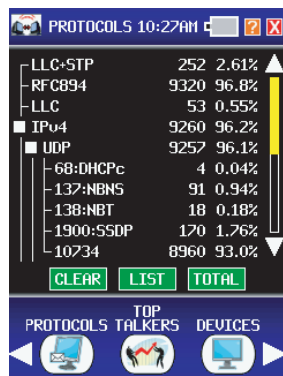 PROTOCOLS 10:27AM ? X
LLC+STP 252 2.61%
RFC894 9320 96.8%
LLC 53 0.55%
IPv4 9260 96.2%
UDP 9257 96.1%
68:DHCPc 4 0.04%
137:NBNS 91 0.94%
138:NBT 18 0.18%
1900:SSDP 170 1.76%
10734 8960 93.0%
CLEAR LIST TOTAL
PROTOCOLS TOP TALKERS DEVICES